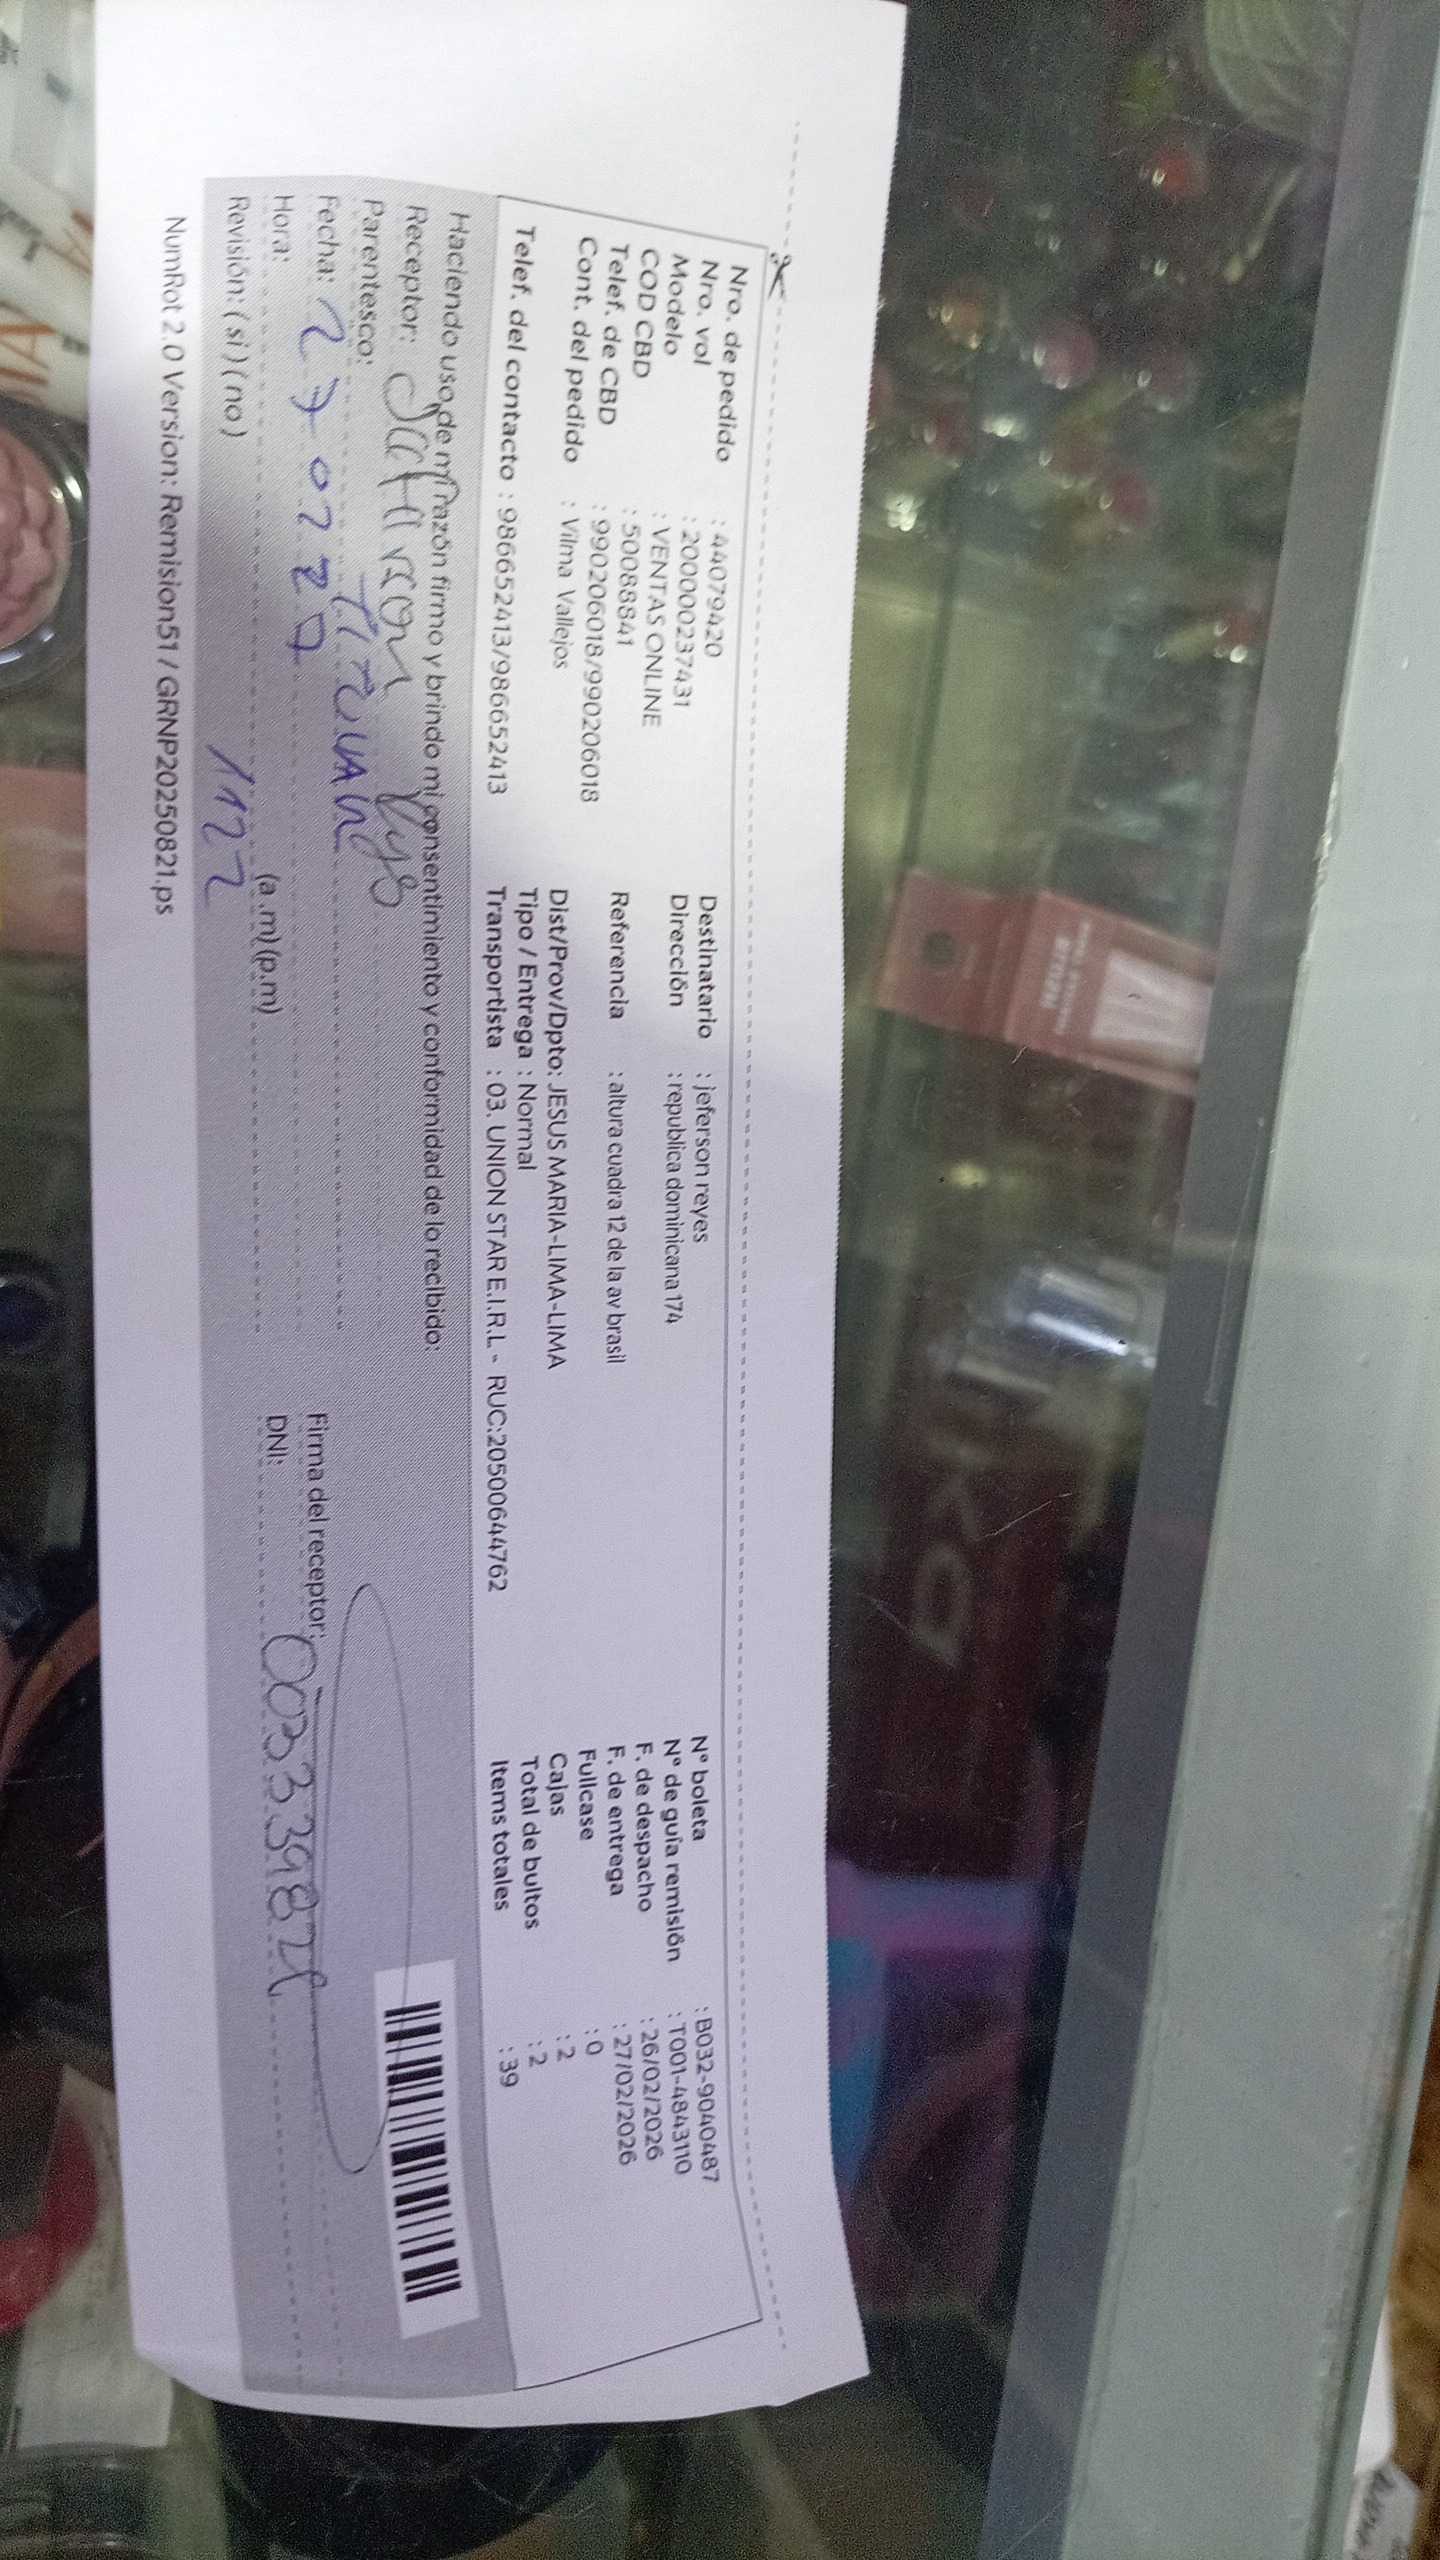 Nro. de pedido : 44079420
Nro. vol : 2000023​7431
Modelo : VENTAS ONLINE
COD CBD : 50088841
Telef. de CBD : 990206018/990206018
Cont. del pedido : Vilma Vallejos
Telef. del contacto : 986652413/986652413
Destinatario : jeferson reyes
Dirección : republica dominicana 174
Referencia : altura cuadra 12 de la av brasil
Dist/Prov/Dpto: JESUS MARIA-LIMA-LIMA
Tipo / Entrega : Normal
Transportista : 03. UNION STAR E.I.R.L - RUC:20500644762
N° boleta : B032-9040487
N° de guía remisión : T001-4843110
F. de despacho : 26/02/2026
F. de entrega : 27/02/2026
Fullcase : 0
Cajas : 2
Total de bultos : 2
Items totales : 39
Haciendo uso de mi razón firmo y brindo mi consentimiento y conformidad de lo recibido:
Receptor:
Parentesco:
Fecha: 27 02
Hora: (a.m) (p.m)
1122
Revisión: ( si ) ( no )
Firma del receptor:
DNI:
NumRot 2.0 Version: Remision51 / GRNP20250821.ps